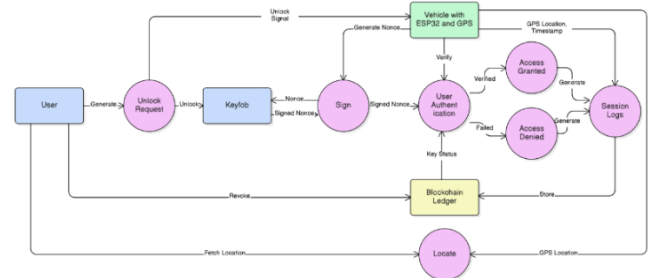 Unlock
Signal
Vehicle with
ESP32 and GPS
GPS Location,
Timestamp
Generate Nonce
Verify
Access
Granted
Verified
Generate
User
Generate
Unlock
Request
Unlock
Keyfob
Nonce
Signed Nonce
Sign
Signed Nonce
User
Authent
ication
Session
Logs
Failed
Access
Denied
Generate
Key Status
Blockchain
Ledger
Revoke
Store
Fetch Location
Locate
GPS Location